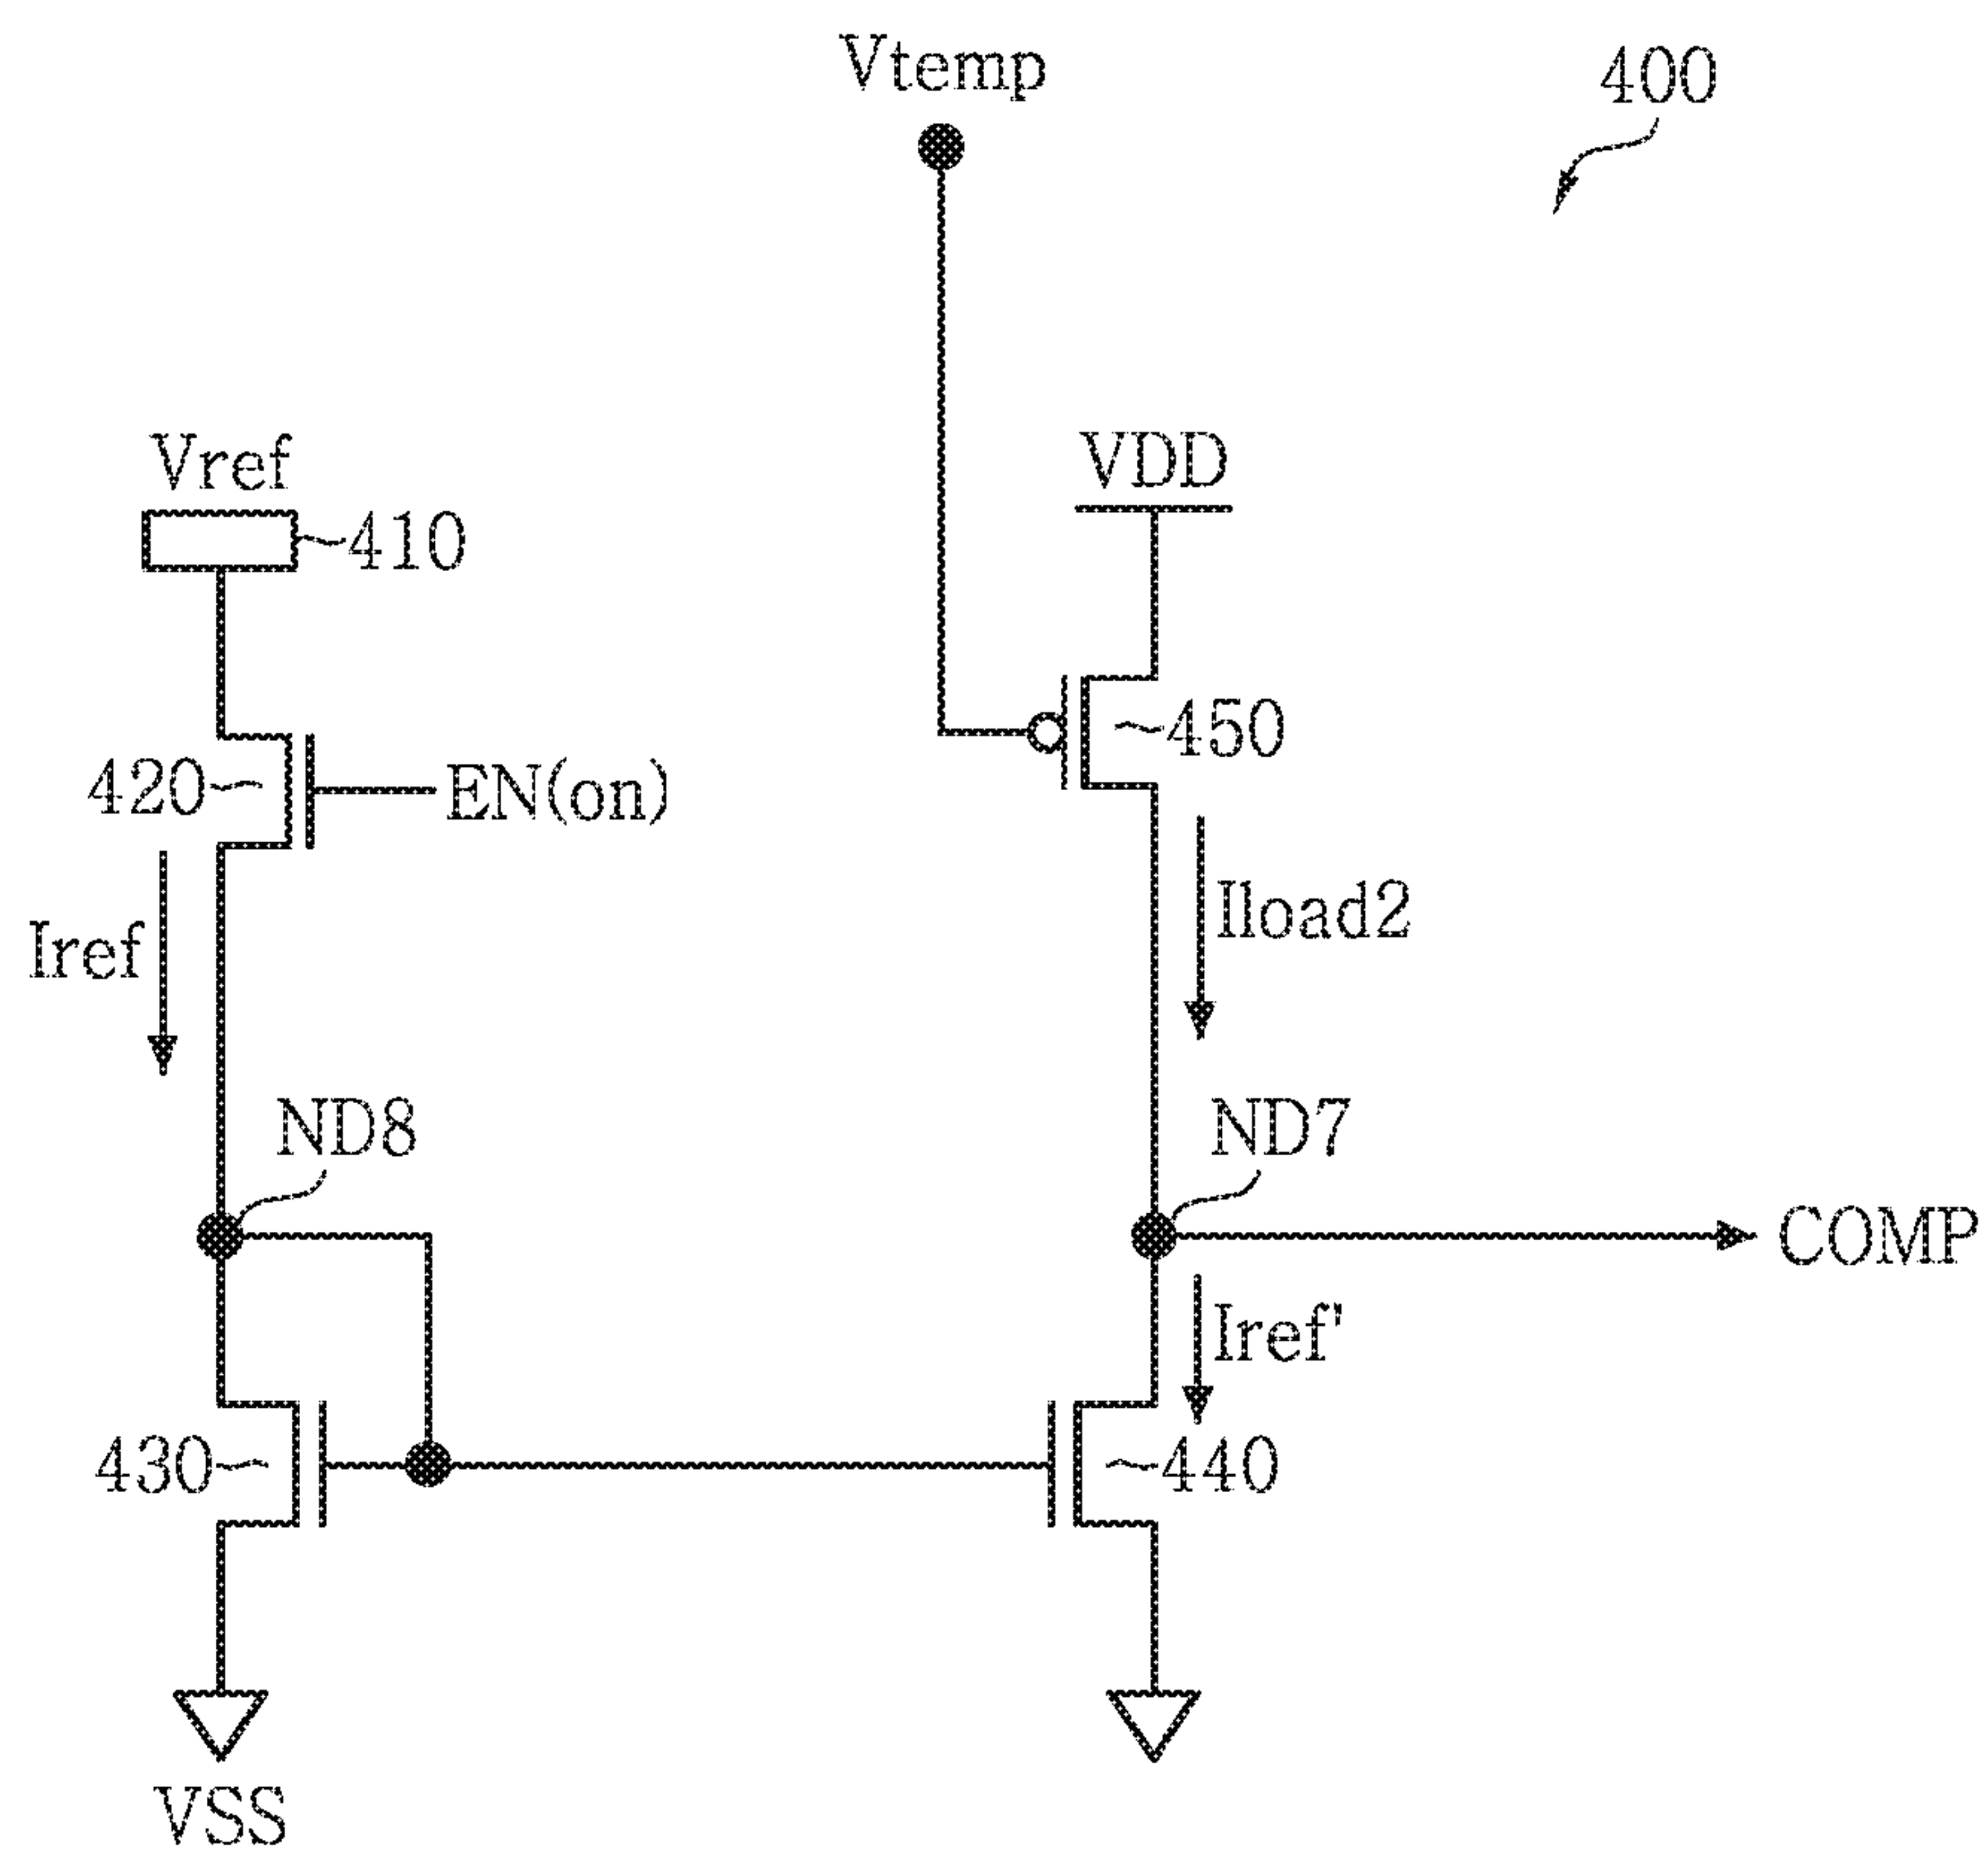 Vtemp
400
Vref
VDD
410
450
420
EN(on)
Iload2
Iref
ND8
ND7
COMP
Iref'
430
440
VSS